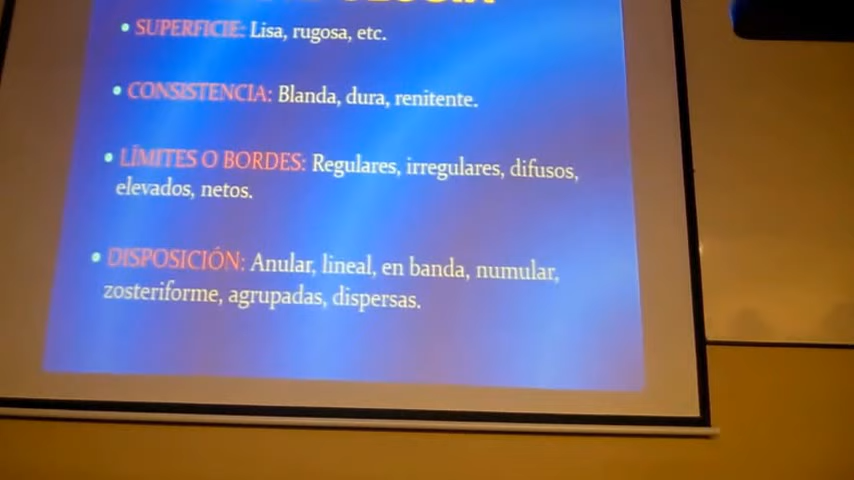 • SUPERFICIE: Lisa, rugosa, etc.
• CONSISTENCIA: Blanda, dura, renitente.
• LÍMITES O BORDES: Regulares, irregulares, difusos,
elevados, netos.
• DISPOSICIÓN: Anular, lineal, en banda, numular,
zosteriforme, agrupadas, dispersas.